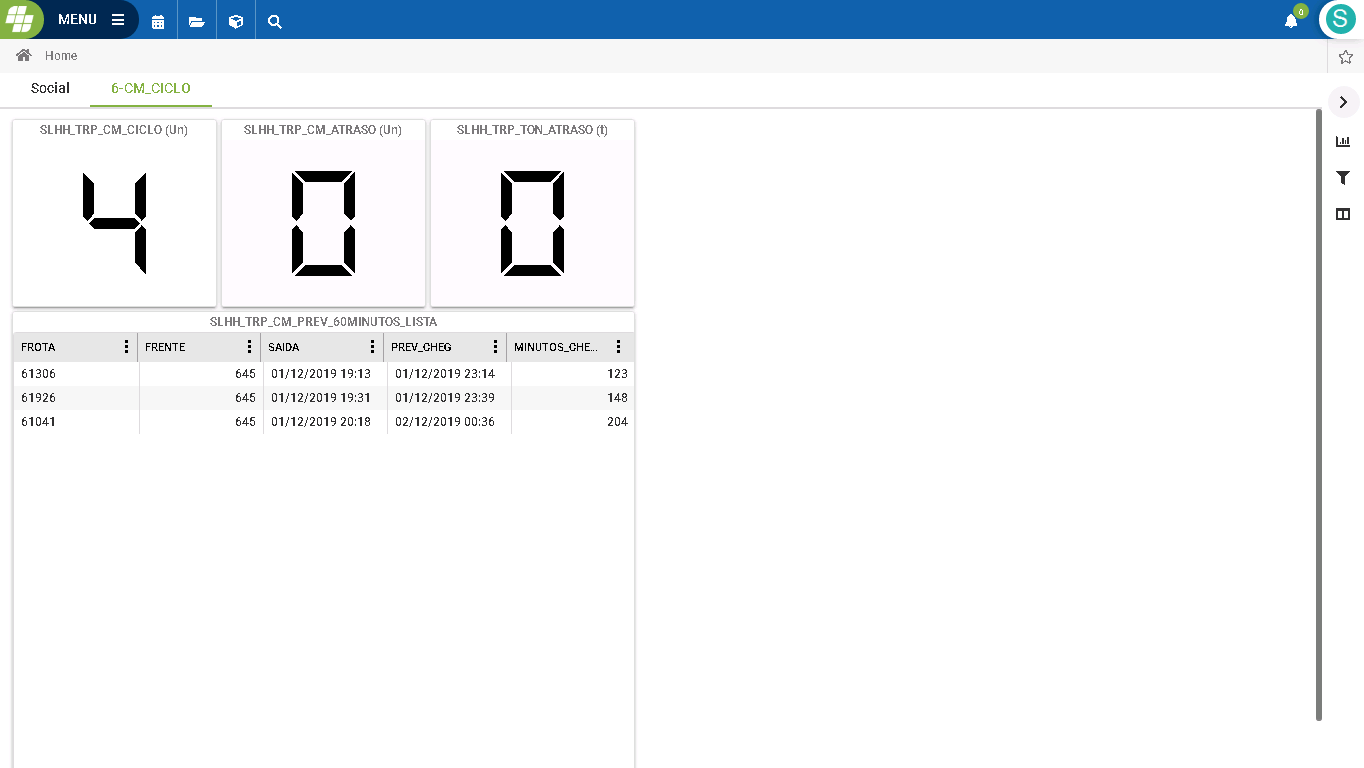 MENU
0
S
Home
Social 6-CM_CICLO
SLHH_TRP_CM_CICLO (Un) SLHH_TRP_CM_ATRASO (Un) SLHH_TRP_TON_ATRASO (t)
4 0 0
SLHH_TRP_CM_PREV_60MINUTOS_LISTA
FROTA FRENTE SAIDA PREV_CHEG MINUTOS_CHE...
61306 645 01/12/2019 19:13 01/12/2019 23:14 123
61926 645 01/12/2019 19:31 01/12/2019 23:39 148
61041 645 01/12/2019 20:18 02/12/2019 00:36 204